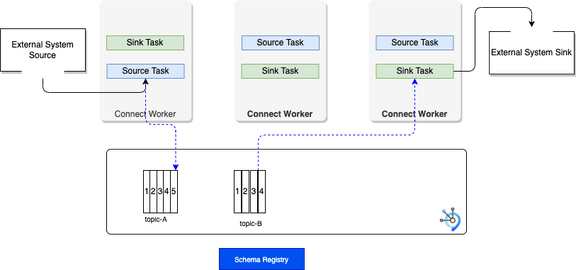 External System
Source
Sink Task
Source Task
Connect Worker
Source Task
Sink Task
Connect Worker
Source Task
Sink Task
Connect Worker
External System Sink
1 2 3 4 5
topic-A
1 2 3 4
topic-B
Schema Registry